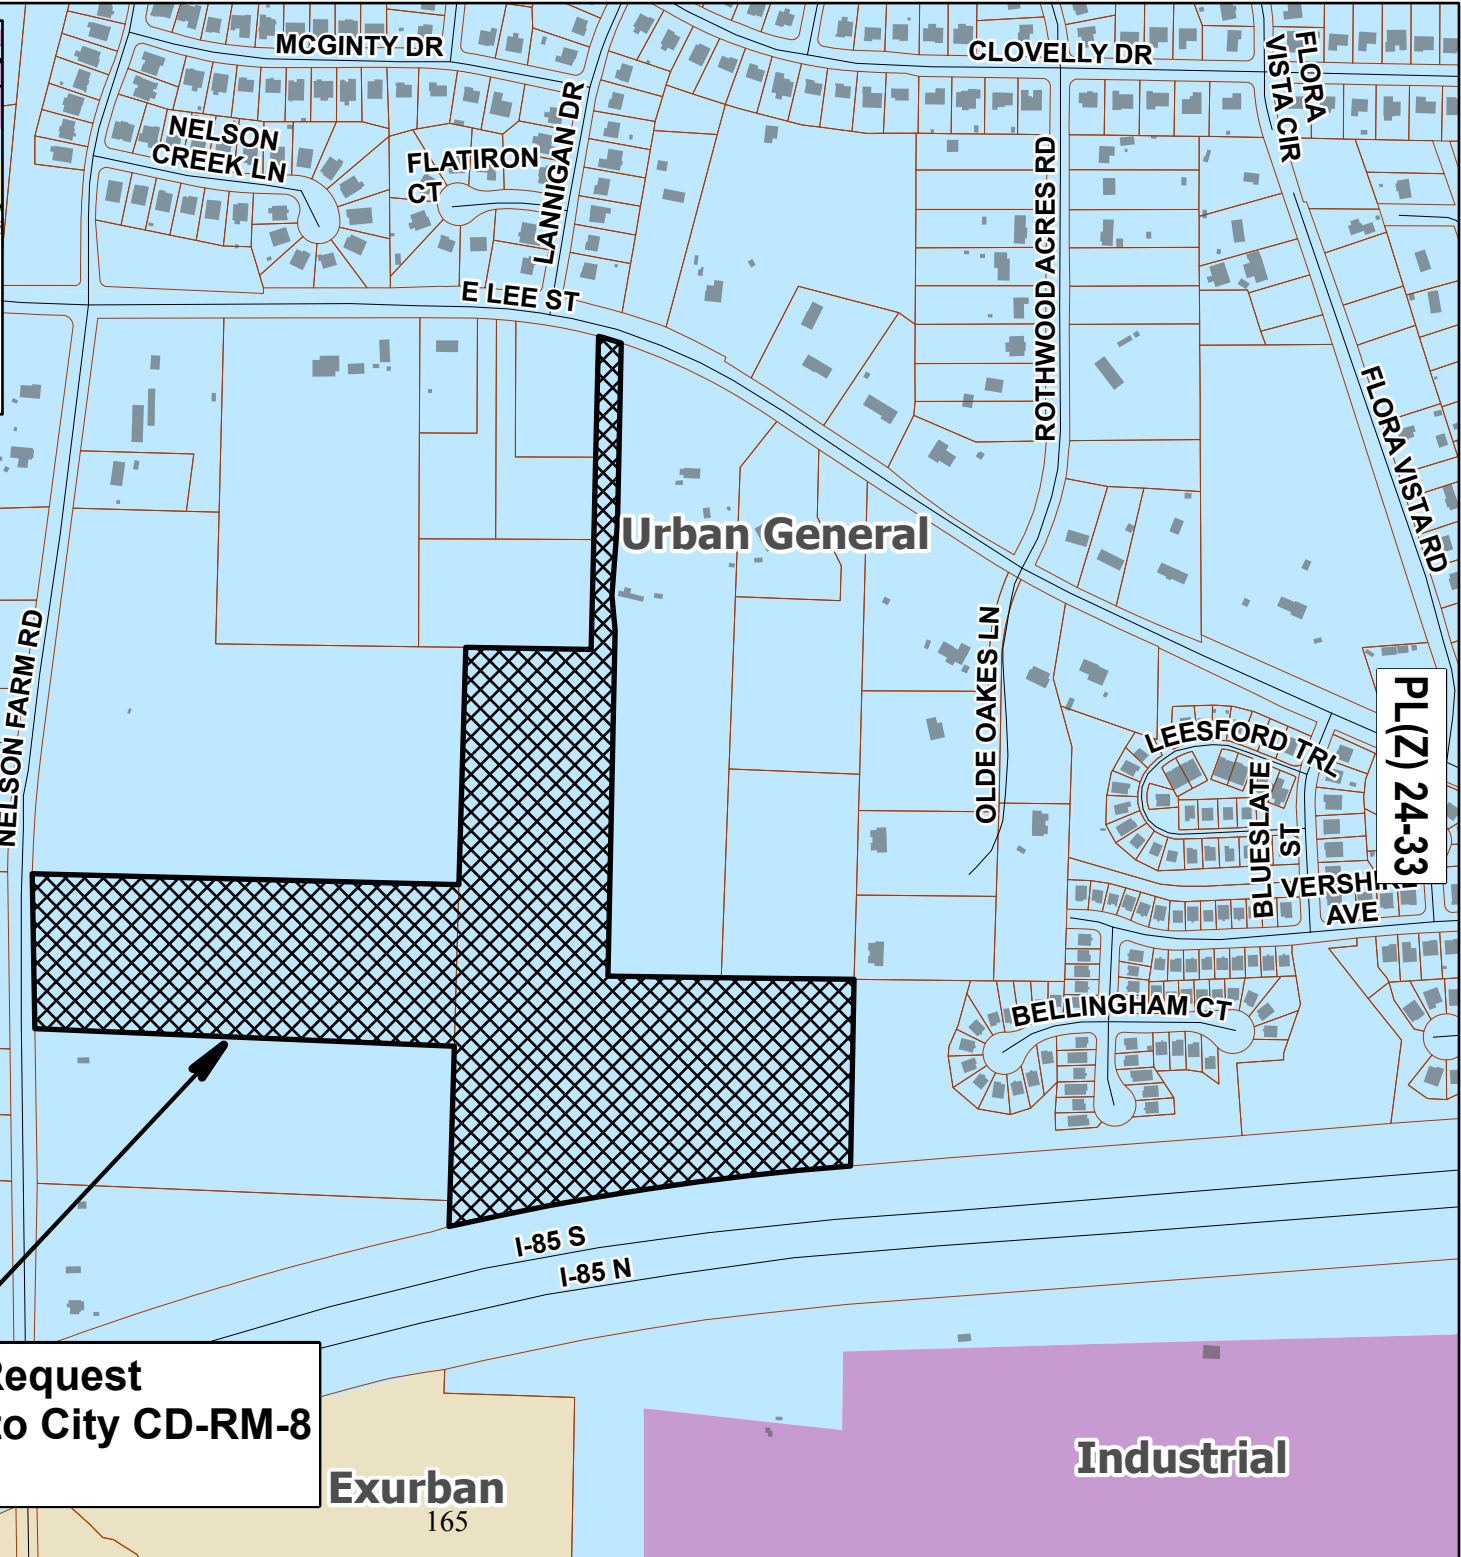 MCGINTY DR
CLOVELLY DR
FLORA
VISTA CIR
NELSON
CREEK LN
FLATIRON
CT
LANNIGAN DR
ROTHWOOD ACRES RD
E LEE ST
FLORA VISTA RD
Urban General
NELSON FARM RD
OLDE OAKES LN
PL(Z) 24-33
LEESFORD TRL
BLUESLATE
ST
VERSHIRE
AVE
BELLINGHAM CT
I-85 S
I-85 N
Request
to City CD-RM-8
Industrial
Exurban
165